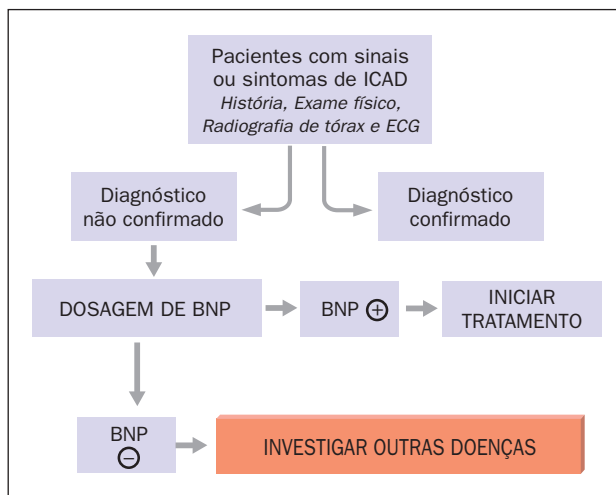 Pacientes com sinais
ou sintomas de ICAD
História, Exame físico,
Radiografia de tórax e ECG
Diagnóstico
não confirmado
Diagnóstico
confirmado
DOSAGEM DE BNP
BNP ⊕
INICIAR
TRATAMENTO
BNP
⊖
INVESTIGAR OUTRAS DOENÇAS